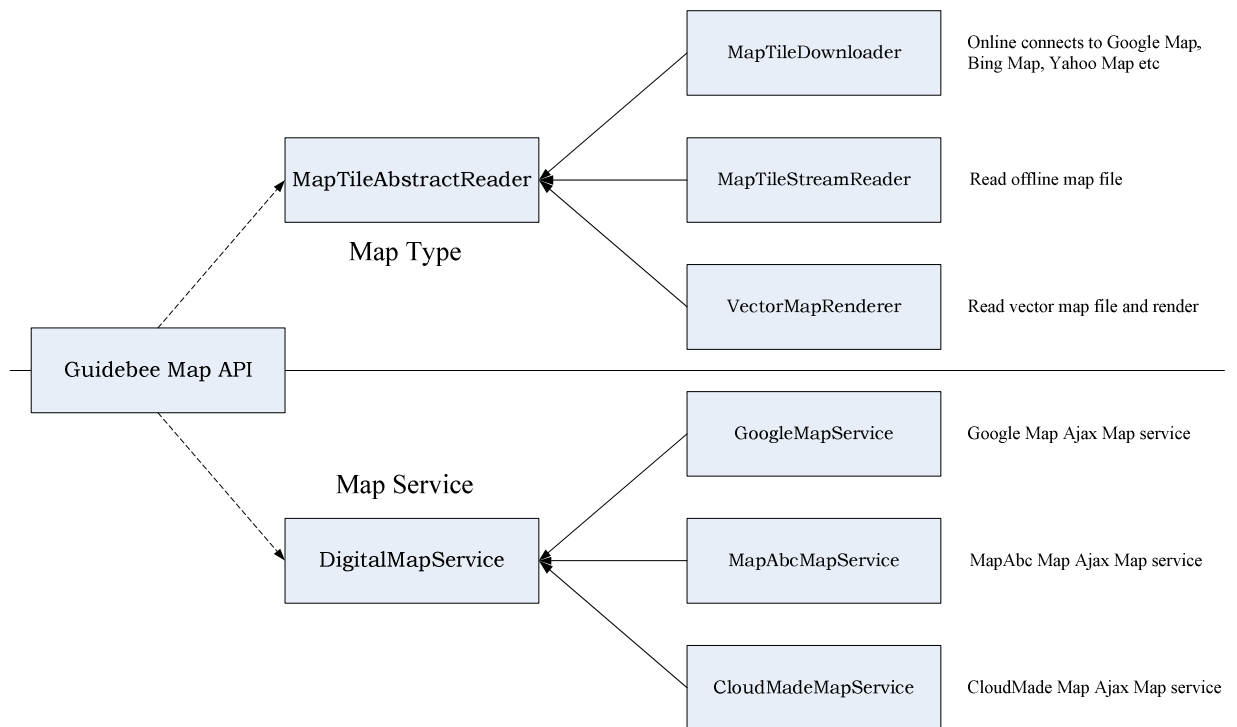 MapTileDownloader
Online connects to Google Map,
Bing Map, Yahoo Map etc
MapTileAbstractReader
MapTileStreamReader
Read offline map file
Map Type
VectorMapRenderer
Read vector map file and render
Guidebee Map API
GoogleMapService
Google Map Ajax Map service
Map Service
DigitalMapService
MapAbcMapService
MapAbc Map Ajax Map service
CloudMadeMapService
CloudMade Map Ajax Map service